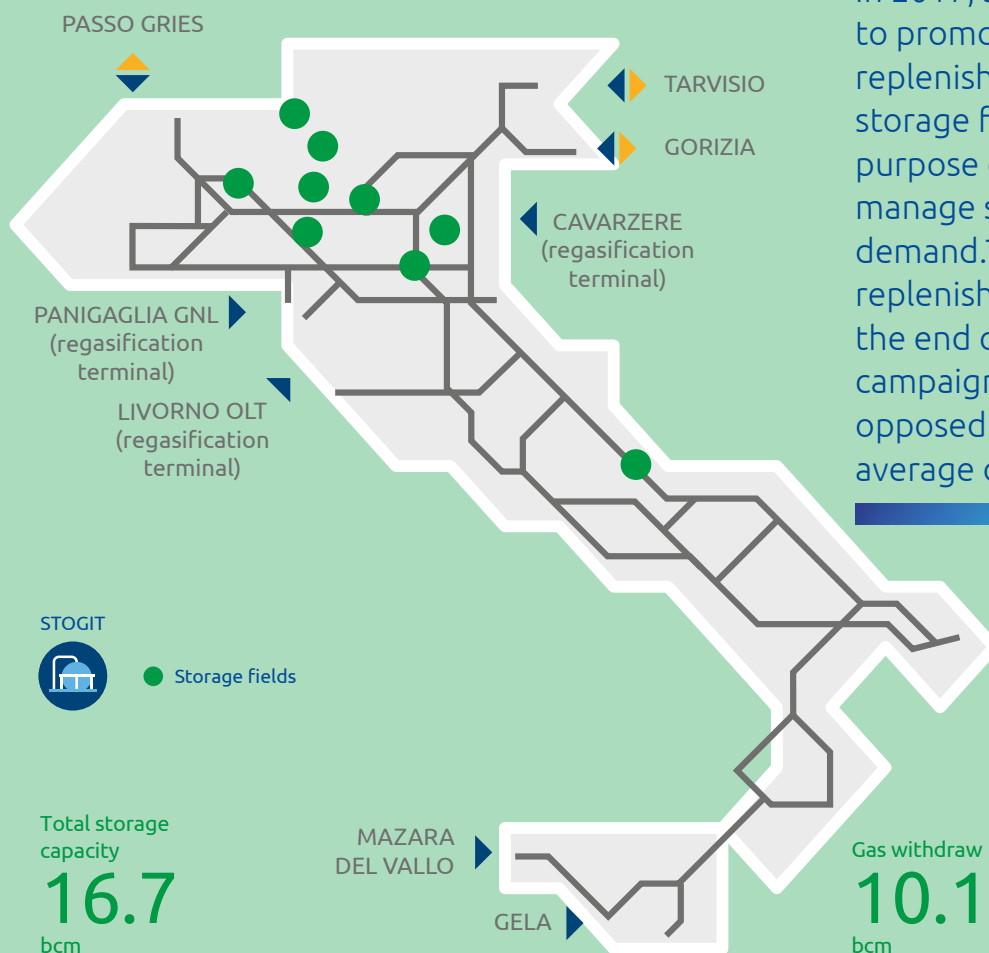 PASSO GRIES
TARVISIO
GORIZIA
CAVARZERE
(regasification
terminal)
PANIGAGLIA GNL
(regasification
terminal)
LIVORNO OLT
(regasification
terminal)
to promo
replenish
storage f
purpose
manage s
demand.T
replenish
the end o
campaign
opposed
average
STOGIT
Storage fields
Total storage
capacity
16.7
bcm
MAZARA
DEL VALLO
GELA
Gas withdraw
10.1
bcm